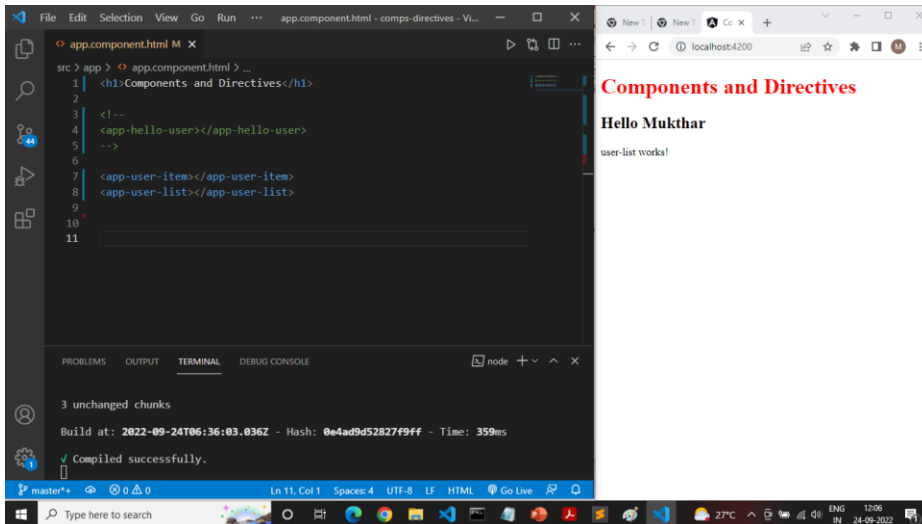 File Edit Selection View Go Run ··· app.component.html - comps-directives - Vi...
app.component.html M
src > app > app.component.html > ...
1 <h1>Components and Directives</h1>
2
3 <!--
4 <app-hello-user></app-hello-user>
5 -->
6
7 <app-user-item></app-user-item>
8 <app-user-list></app-user-list>
9
10
11
44
PROBLEMS OUTPUT TERMINAL DEBUG CONSOLE node
3 unchanged chunks
Build at: 2022-09-24T06:36:03.036Z - Hash: 0e4ad9d52827f9ff - Time: 359ms
√ Compiled successfully.
1
master*+ 0 0 Ln 11, Col 1 Spaces: 4 UTF-8 LF HTML Go Live
New New Co
localhost:4200 M
Components and Directives
Hello Mukthar
user-list works!
Type here to search 27°C ENG IN 12:06 24-09-2022